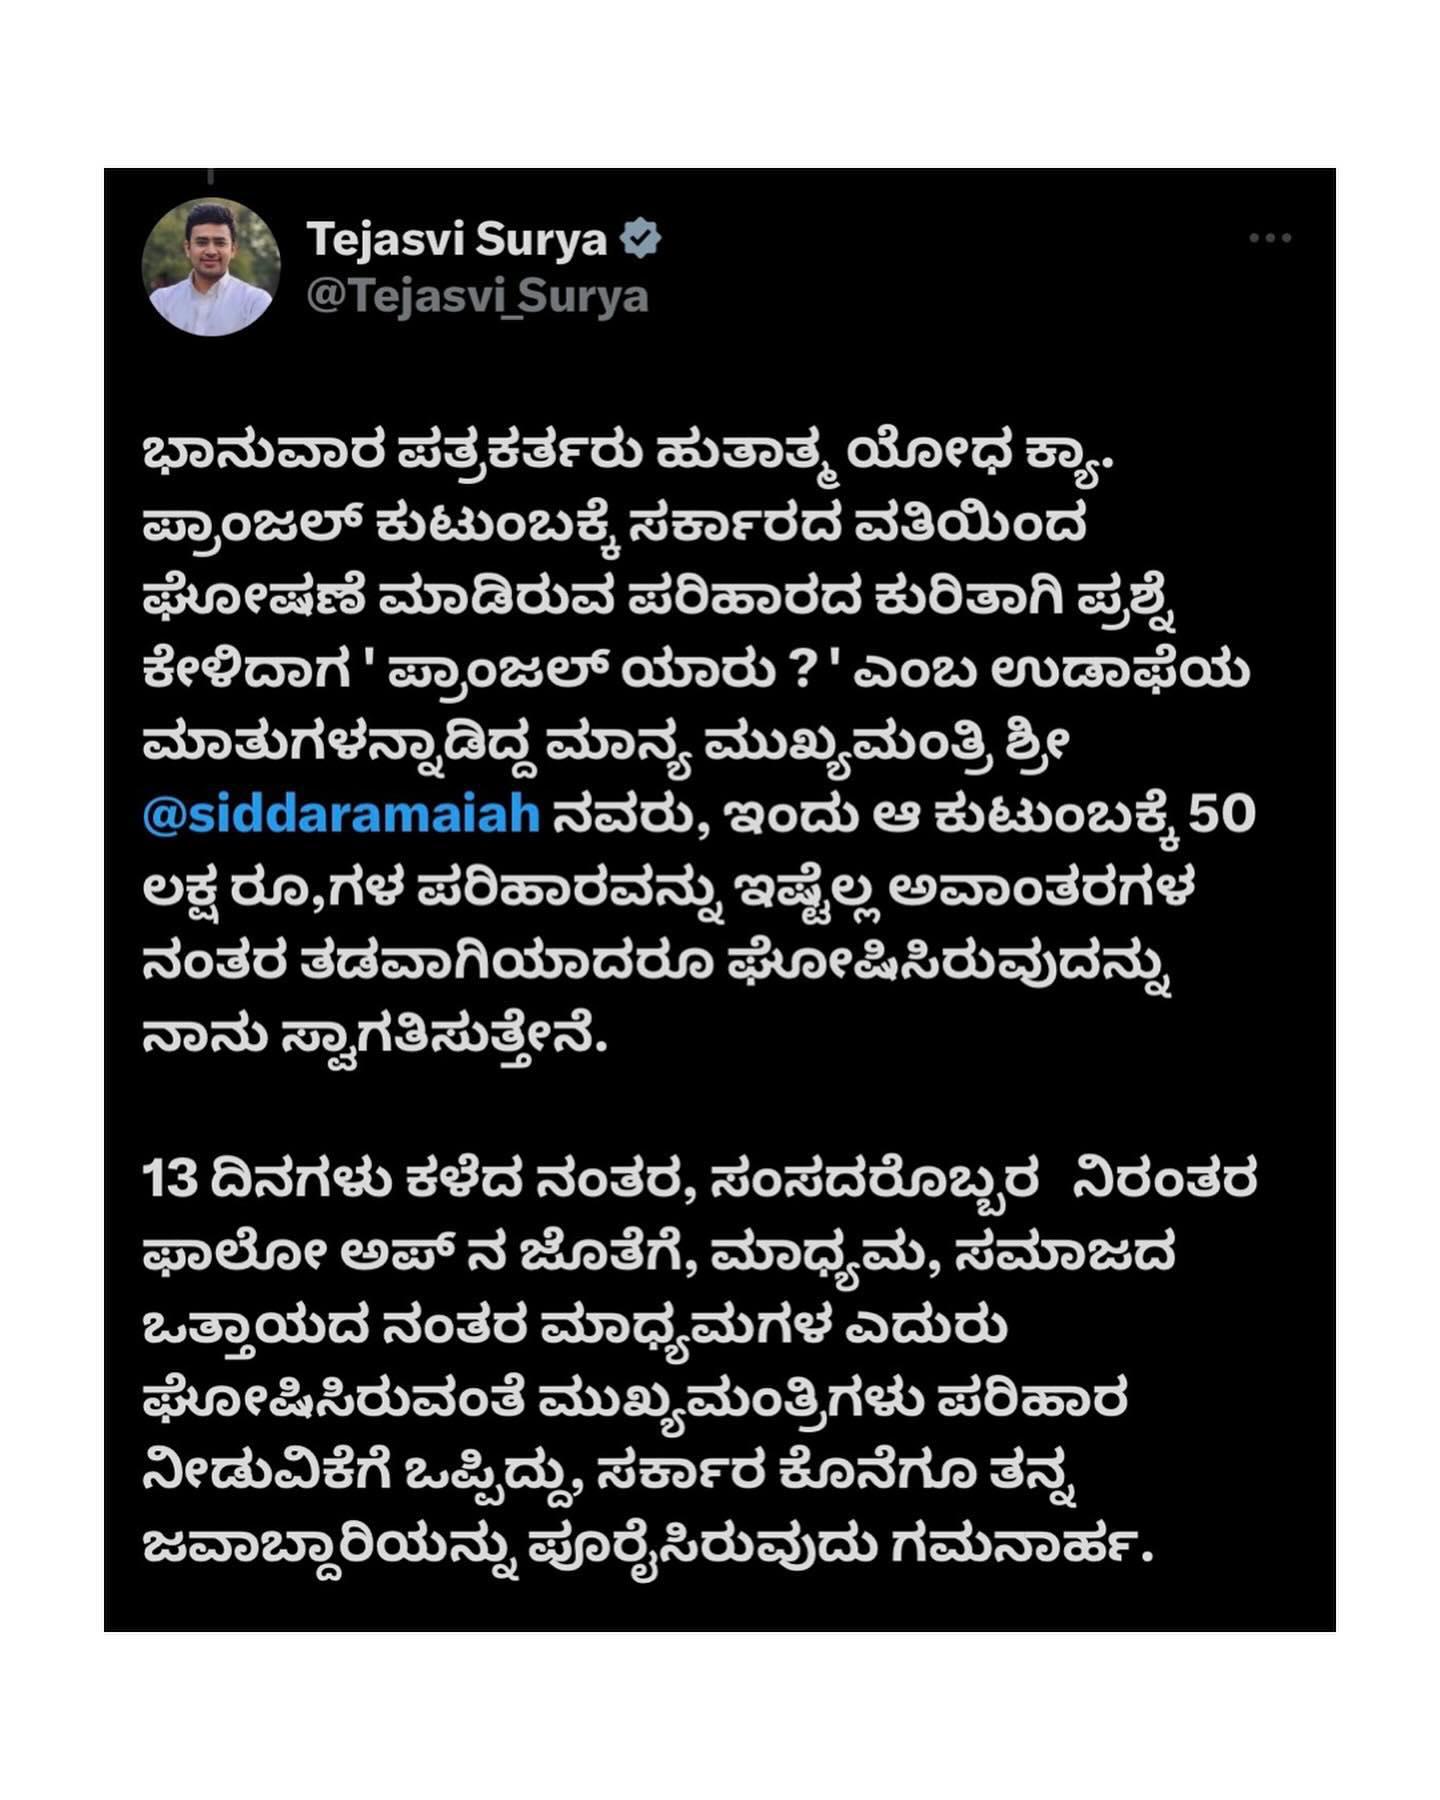 Tejasvi Surya
@Tejasvi_Surya
ಭಾನುವಾರ ಪತ್ರಕರ್ತರು ಹುತಾತ್ಮ ಯೋಧ ಕ್ಯಾ.
ಪ್ರಾಂಜಲ್ ಕುಟುಂಬಕ್ಕೆ ಸರ್ಕಾರದ ವತಿಯಿಂದ
ಘೋಷಣೆ ಮಾಡಿರುವ ಪರಿಹಾರದ ಕುರಿತಾಗಿ ಪ್ರಶ್ನೆ
ಕೇಳಿದಾಗ ' ಪ್ರಾಂಜಲ್ ಯಾರು ? ' ಎಂಬ ಉಡಾಫೆಯ
ಮಾತುಗಳನ್ನಾಡಿದ್ದ ಮಾನ್ಯ ಮುಖ್ಯಮಂತ್ರಿ ಶ್ರೀ
@siddaramaiah ನವರು, ಇಂದು ಆ ಕುಟುಂಬಕ್ಕೆ 50
ಲಕ್ಷ ರೂ,ಗಳ ಪರಿಹಾರವನ್ನು ಇಷ್ಟೆಲ್ಲ ಅವಾಂತರಗಳ
ನಂತರ ತಡವಾಗಿಯಾದರೂ ಘೋಷಿಸಿರುವುದನ್ನು
ನಾನು ಸ್ವಾಗತಿಸುತ್ತೇನೆ.
13 ದಿನಗಳು ಕಳೆದ ನಂತರ, ಸಂಸದರೊಬ್ಬರ ನಿರಂತರ
ಫಾಲೋ ಅಪ್ ನ ಜೊತೆಗೆ, ಮಾಧ್ಯಮ, ಸಮಾಜದ
ಒತ್ತಾಯದ ನಂತರ ಮಾಧ್ಯಮಗಳ ಎದುರು
ಘೋಷಿಸಿರುವಂತೆ ಮುಖ್ಯಮಂತ್ರಿಗಳು ಪರಿಹಾರ
ನೀಡುವಿಕೆಗೆ ಒಪ್ಪಿದ್ದು, ಸರ್ಕಾರ ಕೊನೆಗೂ ತನ್ನ
ಜವಾಬ್ದಾರಿಯನ್ನು ಪೂರೈಸಿರುವುದು ಗಮನಾರ್ಹ.